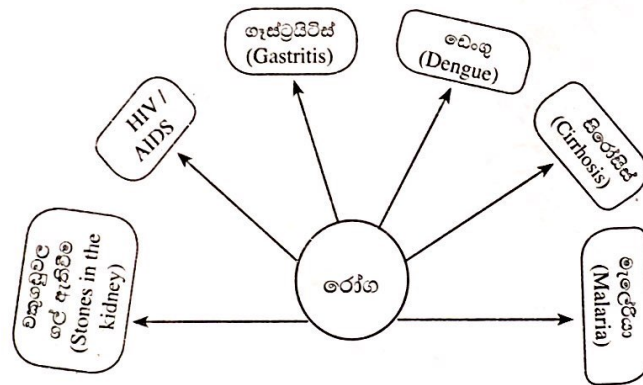 වකුගඩුවල
ගල් ඇතිවීම
(Stones in the
kidney)
HIV /
AIDS
ගැස්ට්‍රයිටිස්
(Gastritis)
ඩෙංගු
(Dengue)
සිරෝසිස්
(Cirrhosis)
මැලේරියා
(Malaria)
රෝග